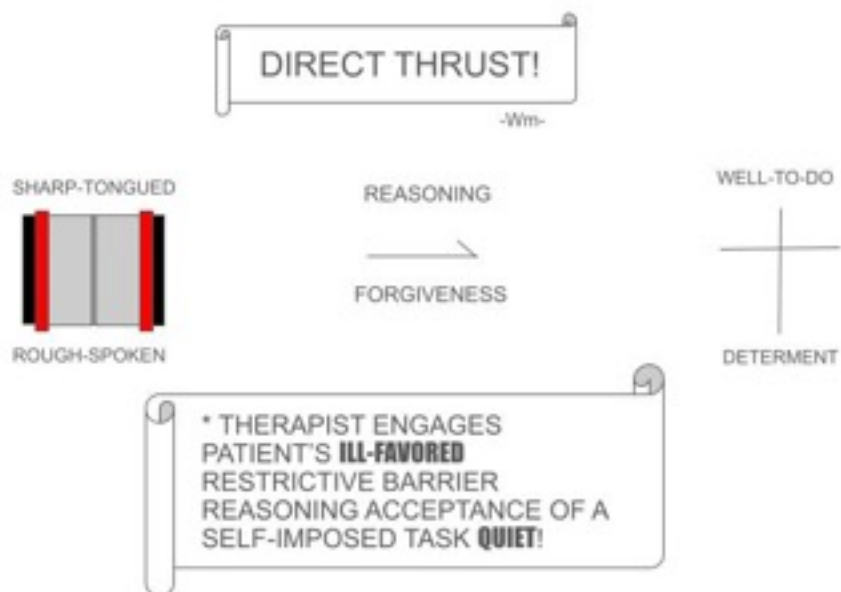 DIRECT THRUST!
-Wm-
SHARP-TONGUED
ROUGH-SPOKEN
REASONING
FORGIVENESS
WELL-TO-DO
DETERMENT
* THERAPIST ENGAGES
PATIENT'S ILL-FAVORED
RESTRICTIVE BARRIER
REASONING ACCEPTANCE OF A
SELF-IMPOSED TASK QUIET!